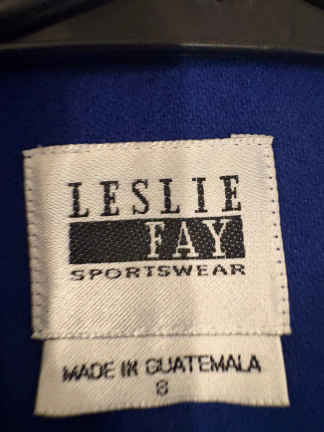 LESLIE
FAY
SPORTSWEAR
MADE IN GUATEMALA
8